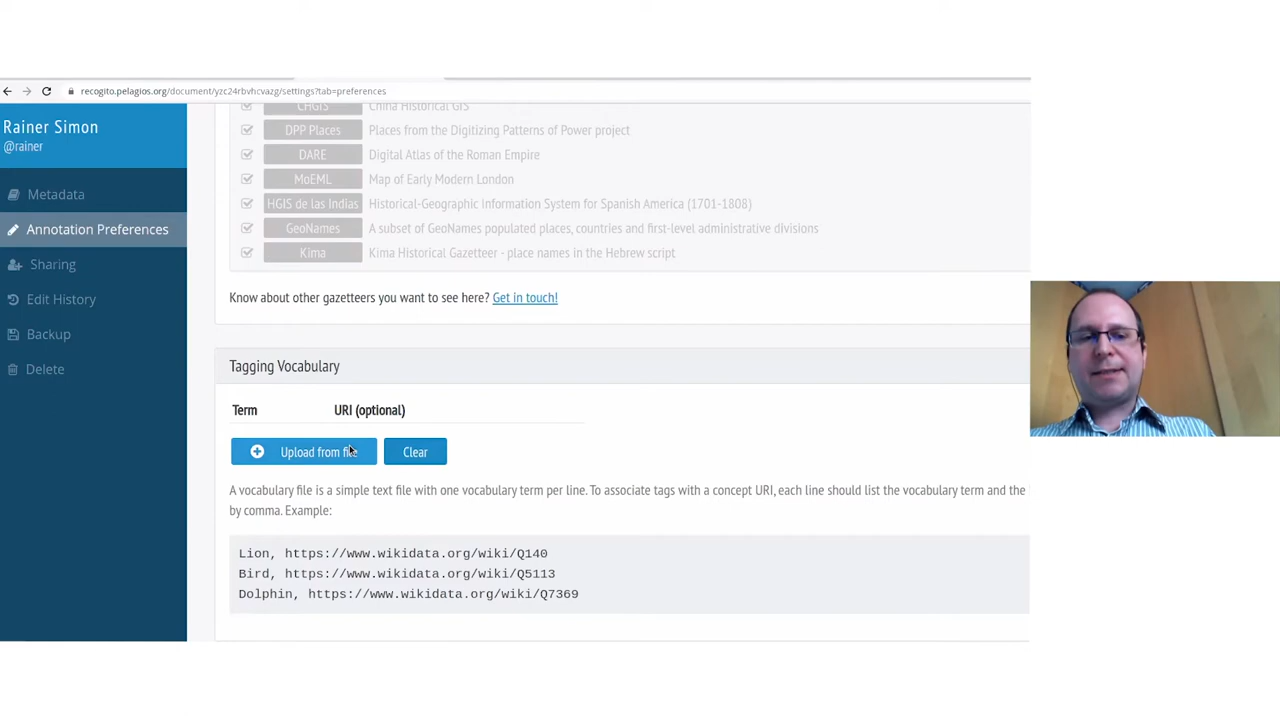 recogito.pelagios.org/document/yzc24rbvhcvazg/settings?tab=preferences
Rainer Simon
@rainer
Metadata
Annotation Preferences
Sharing
Edit History
Backup
Delete
CHGIS China Historical GIS
DPP Places Places from the Digitizing Patterns of Power project
DARE Digital Atlas of the Roman Empire
MoEML Map of Early Modern London
HGIS de las Indias Historical-Geographic Information System for Spanish America (1701-1808)
GeoNames A subset of GeoNames populated places, countries and first-level administrative divisions
Kima Kima Historical Gazetteer - place names in the Hebrew script
Know about other gazetteers you want to see here? Get in touch!
Tagging Vocabulary
Term URI (optional)
Upload from file Clear
A vocabulary file is a simple text file with one vocabulary term per line. To associate tags with a concept URI, each line should list the vocabulary term and the
by comma. Example:
Lion, https://www.wikidata.org/wiki/Q140
Bird, https://www.wikidata.org/wiki/Q5113
Dolphin, https://www.wikidata.org/wiki/Q7369